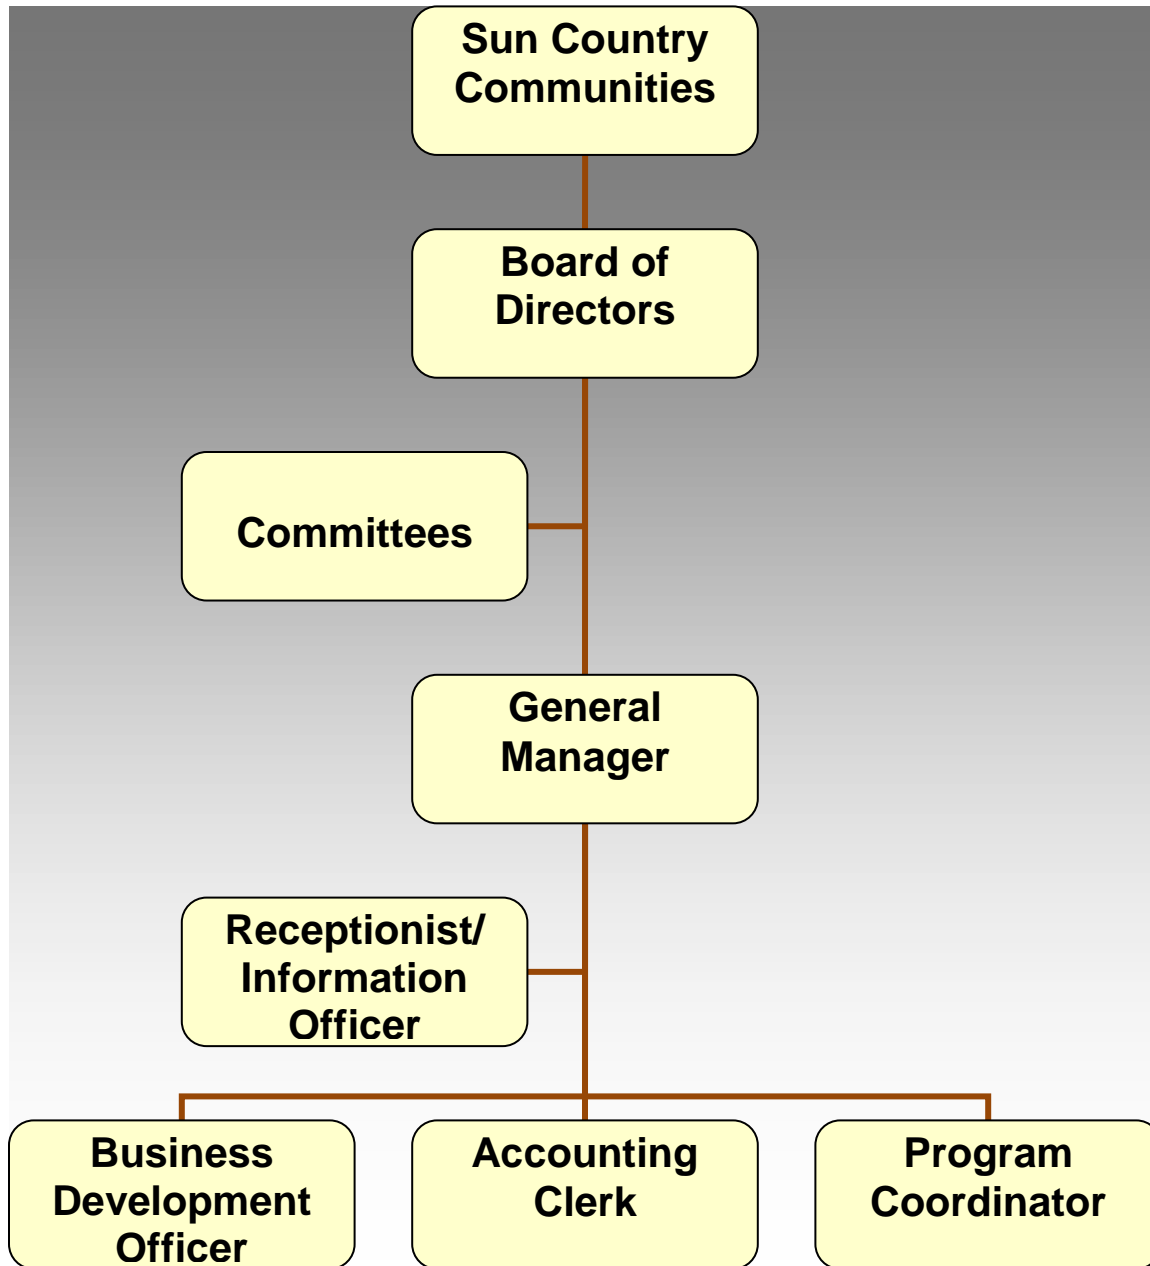 Sun Country
Communities
Board of
Directors
Committees
General
Manager
Receptionist/
Information
Officer
Business
Development
Officer
Accounting
Clerk
Program
Coordinator